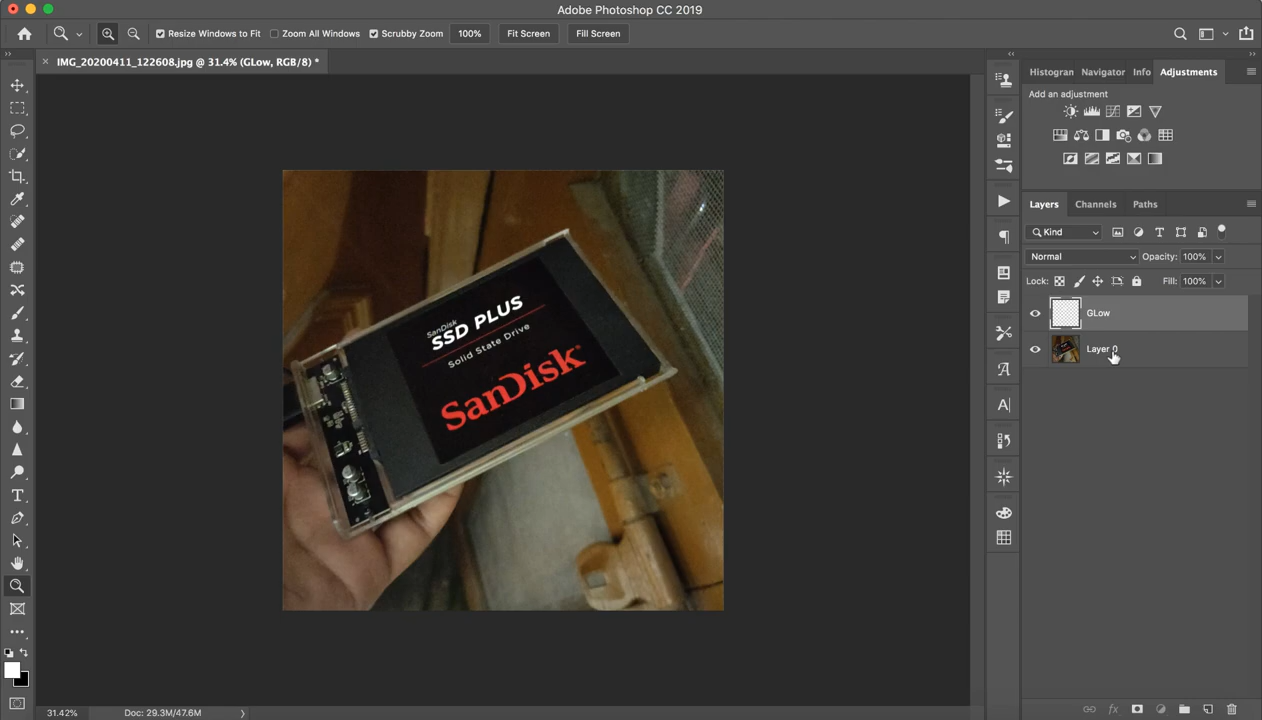 Adobe Photoshop CC 2019
Resize Windows to Fit
Zoom All Windows
Scrubby Zoom
100%
Fit Screen
Fill Screen
IMG_20200411_122608.jpg @ 31.4% (GLow, RGB/8) *
Histogran
Navigator
Info
Adjustments
Add an adjustment
Layers
Channels
Paths
Kind
Normal
Opacity: 100%
Lock:
Fill: 100%
GLow
Layer 0
SanDisk
SSD PLUS
Solid State Drive
SanDisk
31.42%
Doc: 29.3M/47.6M